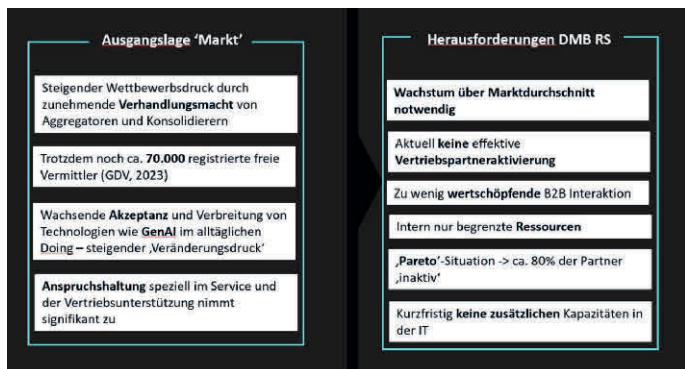 Ausgangslage ‘Markt’
Steigender Wettbewerbsdruck durch
zunehmende Verhandlungsmacht von
Aggregatoren und Konsolidierern
Trotzdem noch ca. 70.000 registrierte freie
Vermittler (GDV, 2023)
Wachsende Akzeptanz und Verbreitung von
Technologien wie GenAI im alltäglichen
Doing – steigender ‚Veränderungsdruck‘
Anspruchshaltung speziell im Service und
der Vertriebsunterstützung nimmt
signifikant zu
Herausforderungen DMB RS
Wachstum über Marktdurchschnitt
notwendig
Aktuell keine effektive
Vertriebspartneraktivierung
Zu wenig wertschöpfende B2B Interaktion
Intern nur begrenzte Ressourcen
‚Pareto‘-Situation -> ca. 80% der Partner
‚inaktiv‘
Kurzfristig keine zusätzlichen Kapazitäten in
der IT